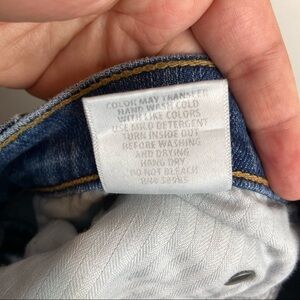 COLOR MAY TRANSFER
HAND WASH COLD
WITH LIKE COLORS
USE MILD DETERGENT
TURN INSIDE OUT
BEFORE WASHING
AND DRYING
HANG DRY
DO NOT BLEACH
RN#